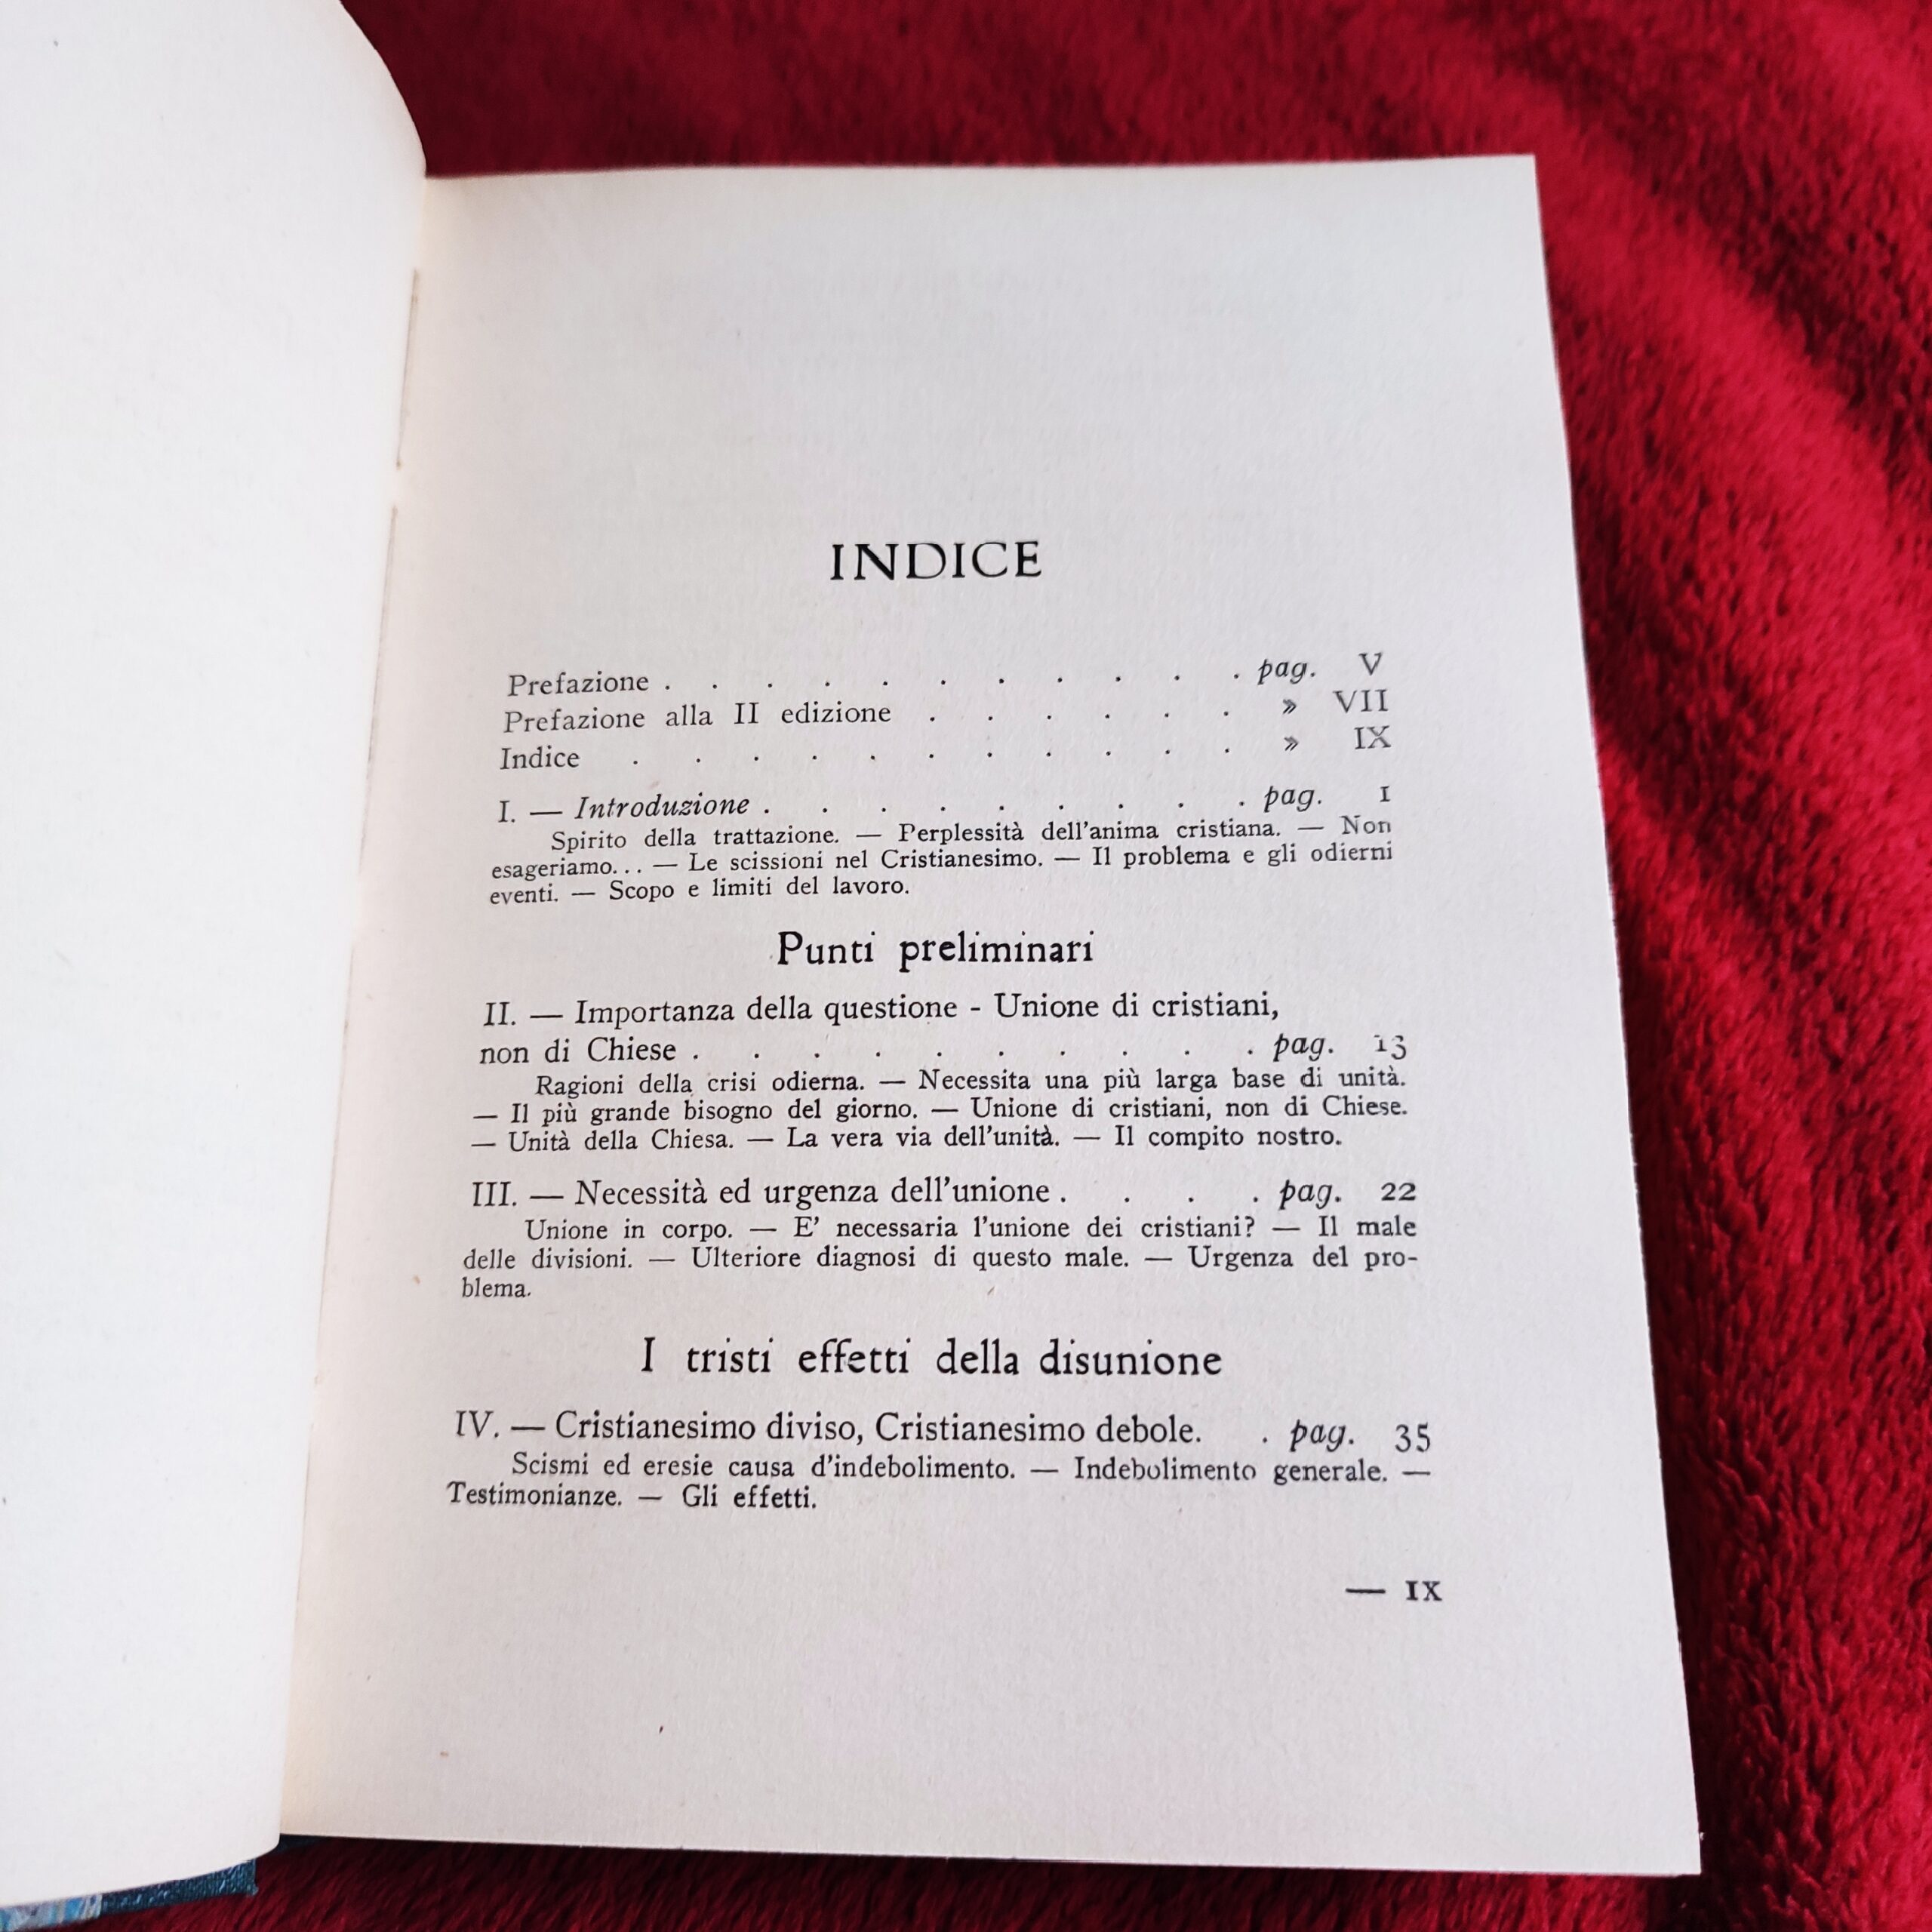 INDICE
Prefazione . . . . . . . . . . . pag. V
Prefazione alla II edizione . . . . . . » VII
Indice . . . . . . . . . . . » IX
I. — Introduzione . . . . . . . . . pag. 1
Spirito della trattazione. — Perplessità dell'anima cristiana. — Non
esageriamo... — Le scissioni nel Cristianesimo. — Il problema e gli odierni
eventi. — Scopo e limiti del lavoro.
Punti preliminari
II. — Importanza della questione - Unione di cristiani,
non di Chiese . . . . . . . . . . pag. 13
Ragioni della crisi odierna. — Necessita una più larga base di unità.
— Il più grande bisogno del giorno. — Unione di cristiani, non di Chiese.
— Unità della Chiesa. — La vera via dell'unità. — Il compito nostro.
III. — Necessità ed urgenza dell'unione . . . . pag. 22
Unione in corpo. — E' necessaria l'unione dei cristiani? — Il male
delle divisioni. — Ulteriore diagnosi di questo male. — Urgenza del pro-
blema.
I tristi effetti della disunione
IV. — Cristianesimo diviso, Cristianesimo debole. . pag. 35
Scismi ed eresie causa d'indebolimento. — Indebolimento generale. —
Testimonianze. — Gli effetti.
— IX